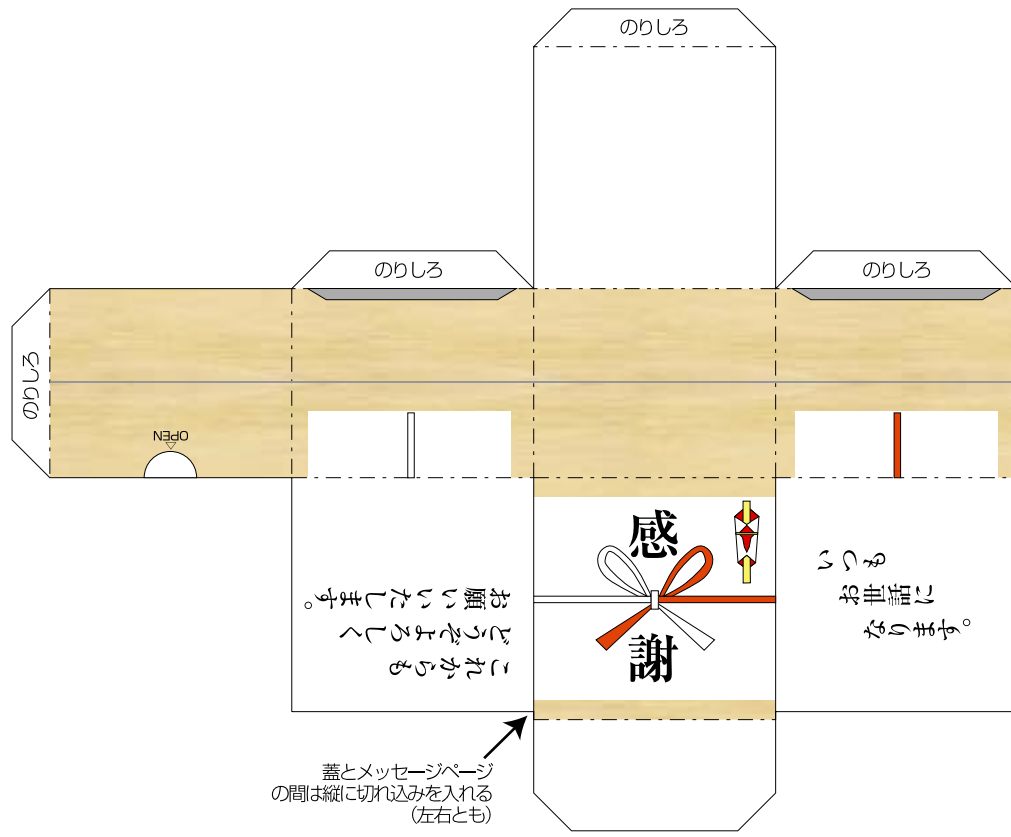 のりしろ
のりしろ
のりしろ
のりしろ
OPEN
感
謝
いつも
お世話に
なります。
これからも
どうぞよろしく
お願いいたします。
蓋とメッセージページ
の間は縦に切れ込みを入れる
(左右とも)